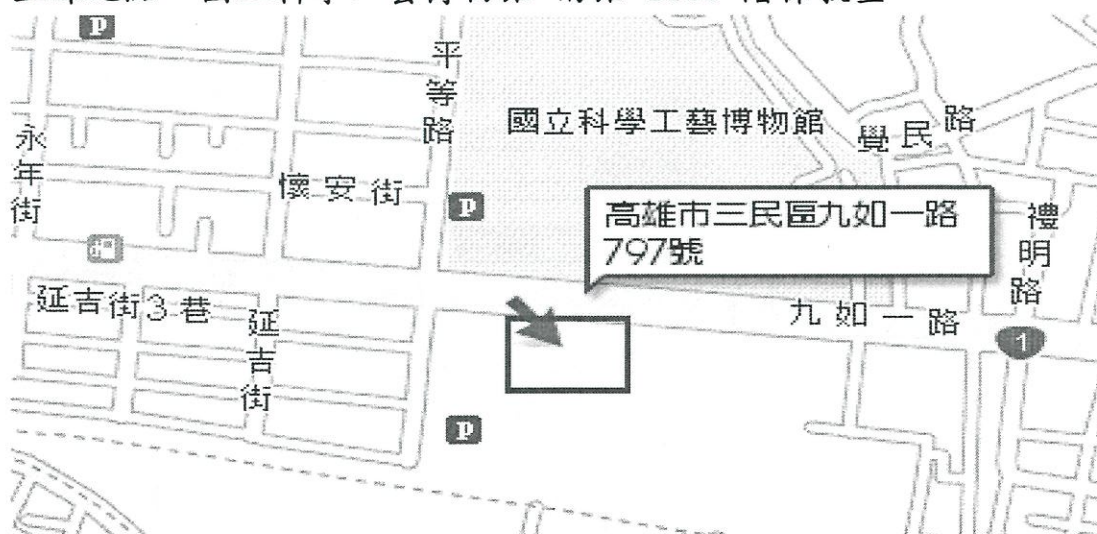 P
平等路
國立科學工藝博物館
覺民路
永年街
懷安街
P
高雄市三民區九如一路
797號
禮明路
延吉街3巷
延吉街
九如一路
1
P